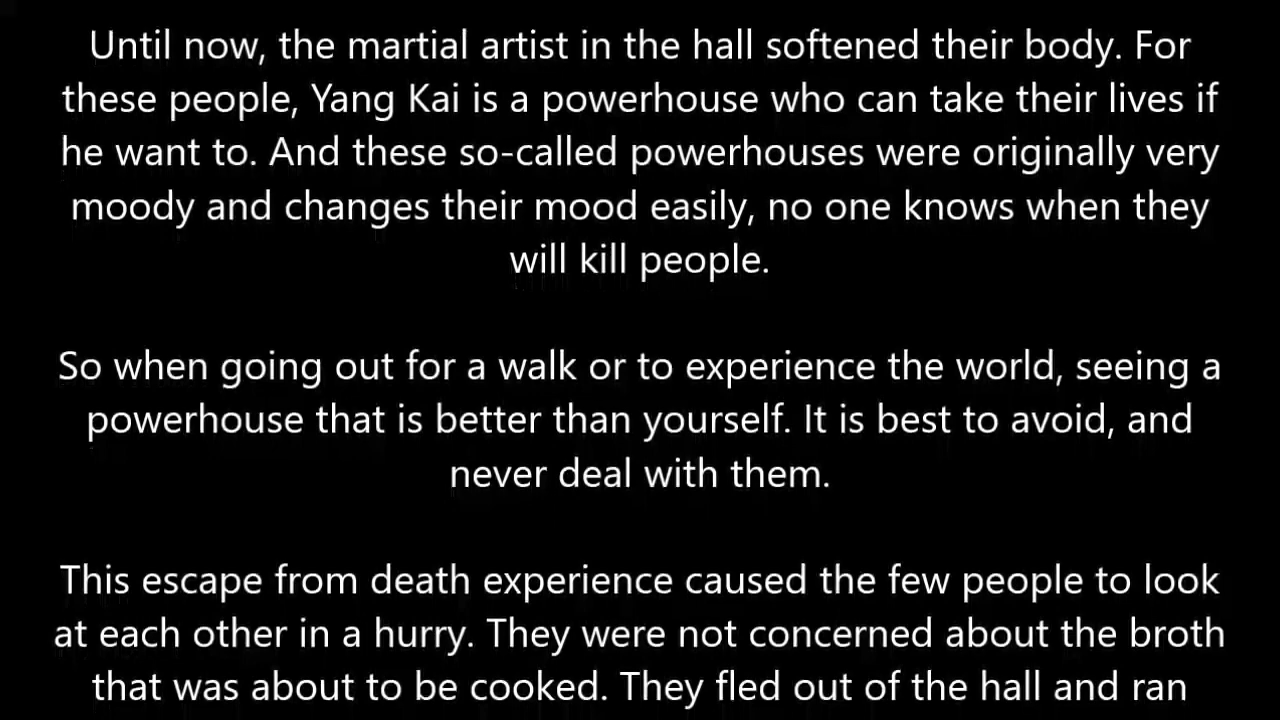 Until now, the martial artist in the hall softened their body. For
these people, Yang Kai is a powerhouse who can take their lives if
he want to. And these so-called powerhouses were originally very
moody and changes their mood easily, no one knows when they
will kill people.
So when going out for a walk or to experience the world, seeing a
powerhouse that is better than yourself. It is best to avoid, and
never deal with them.
This escape from death experience caused the few people to look
at each other in a hurry. They were not concerned about the broth
that was about to be cooked. They fled out of the hall and ran